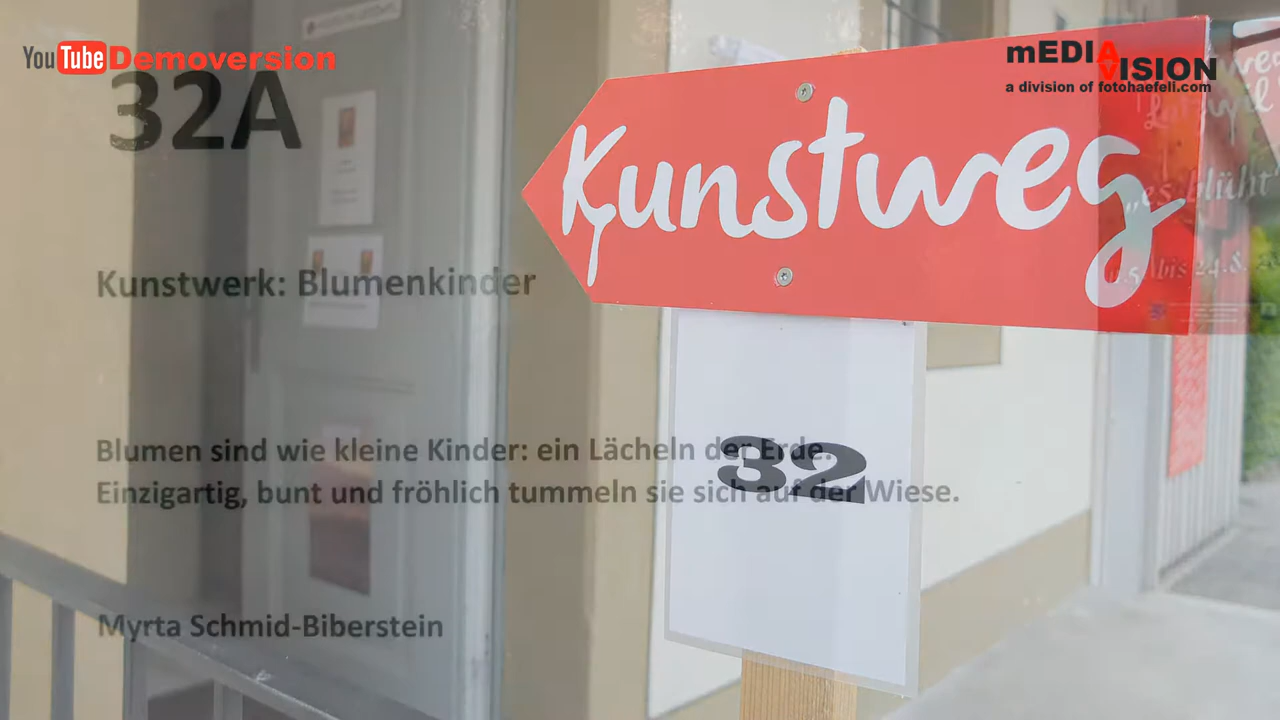 YouTube Demoversion
mEDIAVISION
a division of fotohaefeli.com
32A
Kunstweg
„es blüht"
Kunstwerk: Blumenkinder
Blumen sind wie kleine Kinder: ein Lächeln der Erde.
32
Einzigartig, bunt und fröhlich tummeln sie sich auf der Wiese.
Myrta Schmid-Biberstein